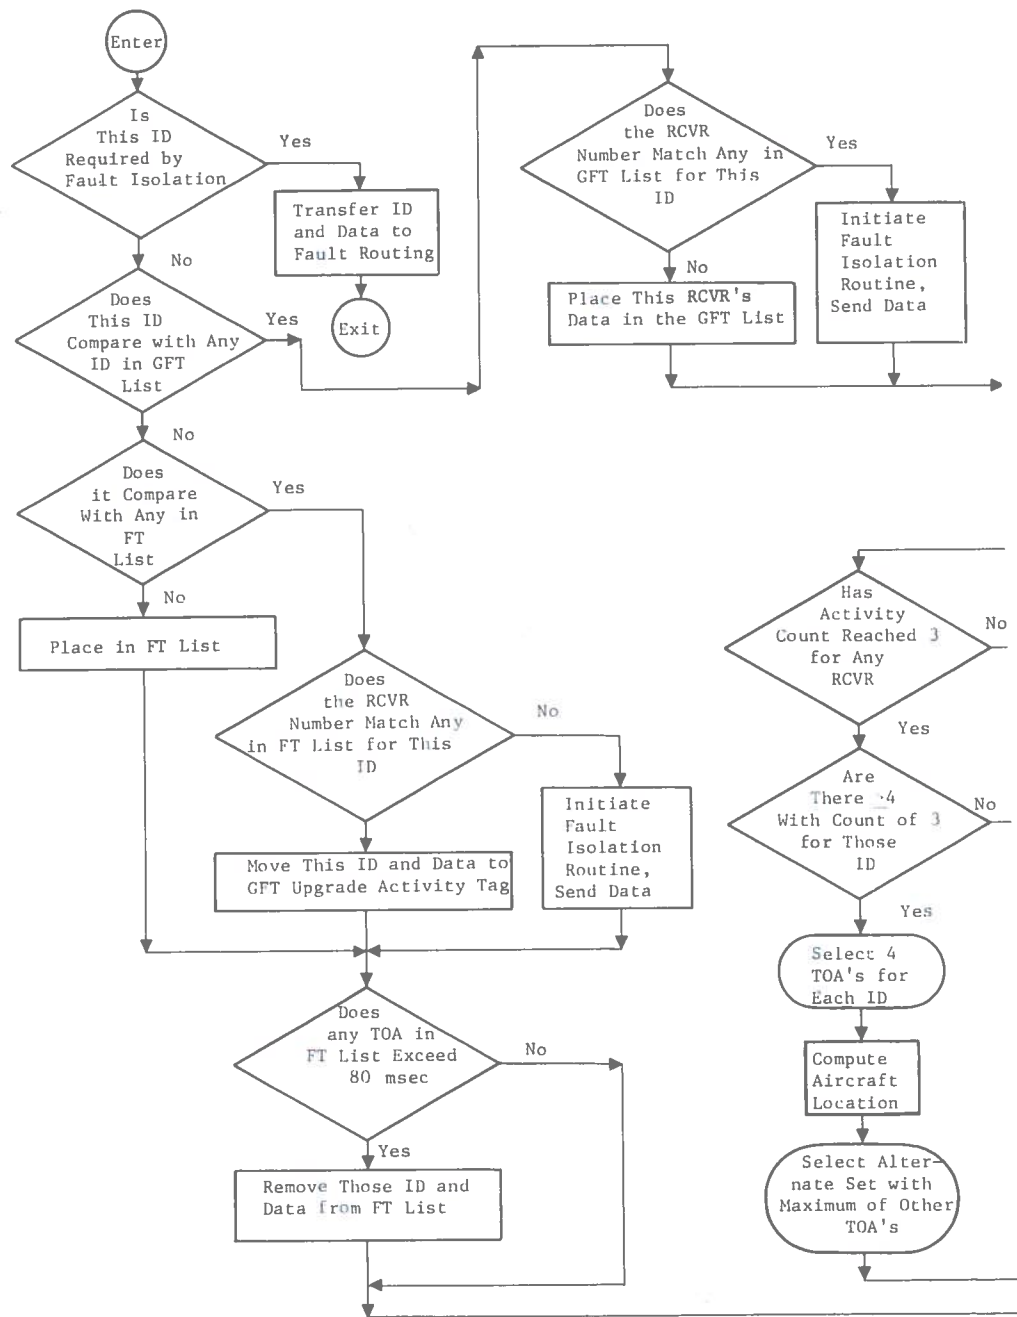 Enter
Is
This ID
Required by
Fault Isolation
Yes
Transfer ID
and Data to
Fault Routing
Exit
No
Does
This ID
Compare with Any
ID in GFT
List
Yes
No
Does
it Compare
With Any in
FT
List
Yes
No
Place in FT List
Does
the RCVR
Number Match Any
in FT List for This
ID
No
Initiate
Fault
Isolation
Routine,
Send Data
Move This ID and Data to
GFT Upgrade Activity Tag
Does
any TOA in
FT List Exceed
80 msec
No
Yes
Remove Those ID and
Data from FT List
Does
the RCVR
Number Match Any in
GFT List for This
ID
Yes
Initiate
Fault
Isolation
Routine,
Send Data
No
Place This RCVR's
Data in the GFT List
Has
Activity
Count Reached 3
for Any
RCVR
No
Yes
Are
There ≥4
With Count of 3
for Those
ID
No
Yes
Select 4
TOA's for
Each ID
Compute
Aircraft
Location
Select Alter-
nate Set with
Maximum of Other
TOA's